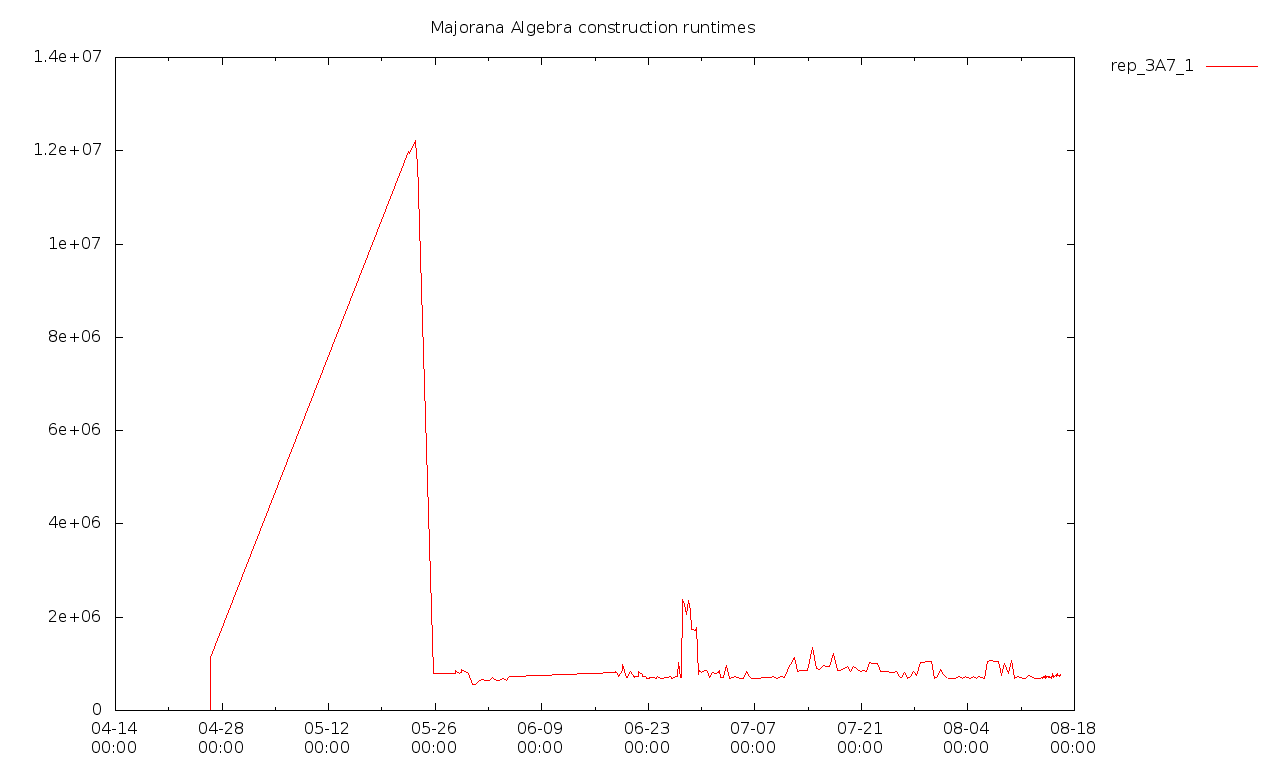 Majorana Algebra construction runtimes
rep_3A7_1
1.4e+07
1.2e+07
1e+07
8e+06
6e+06
4e+06
2e+06
0
04-14 04-28 05-12 05-26 06-09 06-23 07-07 07-21 08-04 08-18
00:00 00:00 00:00 00:00 00:00 00:00 00:00 00:00 00:00 00:00